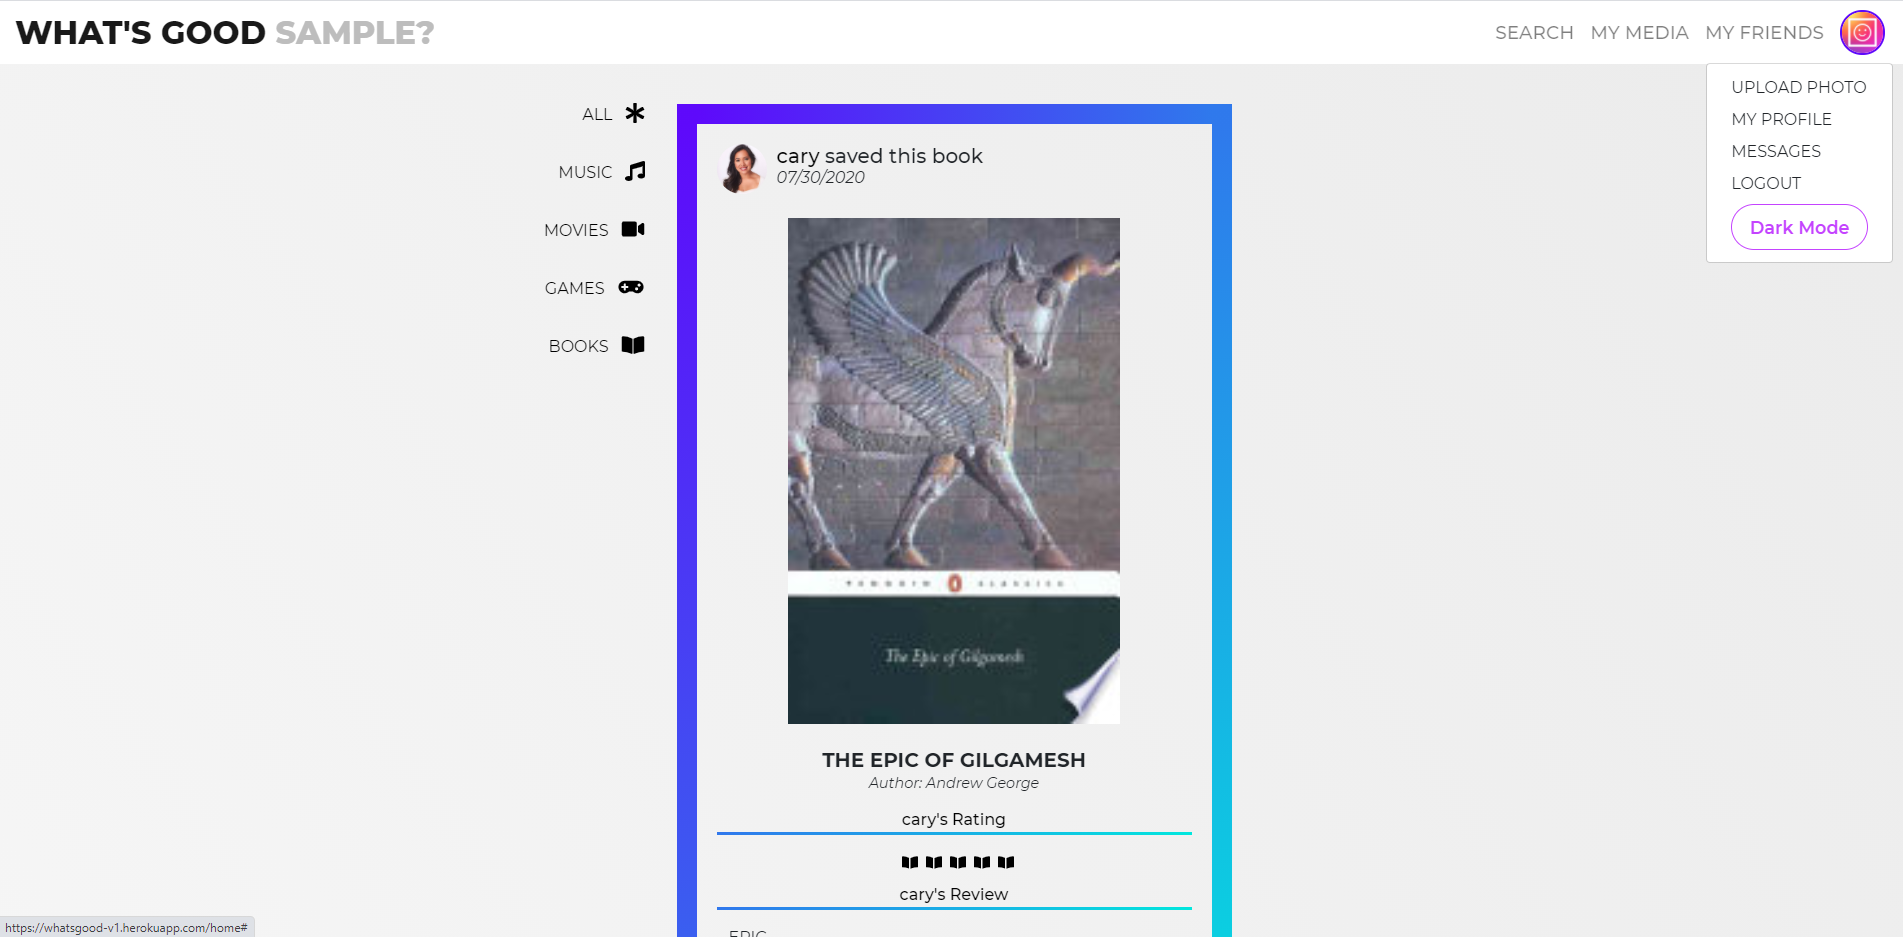 WHAT'S GOOD SAMPLE?
SEARCH MY MEDIA MY FRIENDS
UPLOAD PHOTO
MY PROFILE
MESSAGES
LOGOUT
Dark Mode
ALL
MUSIC
MOVIES
GAMES
BOOKS
cary saved this book
07/30/2020
PENGUIN CLASSICS
The Epic of Gilgamesh
THE EPIC OF GILGAMESH
Author: Andrew George
cary's Rating
cary's Review
EPIC
https://whatsgood-v1.herokuapp.com/home#